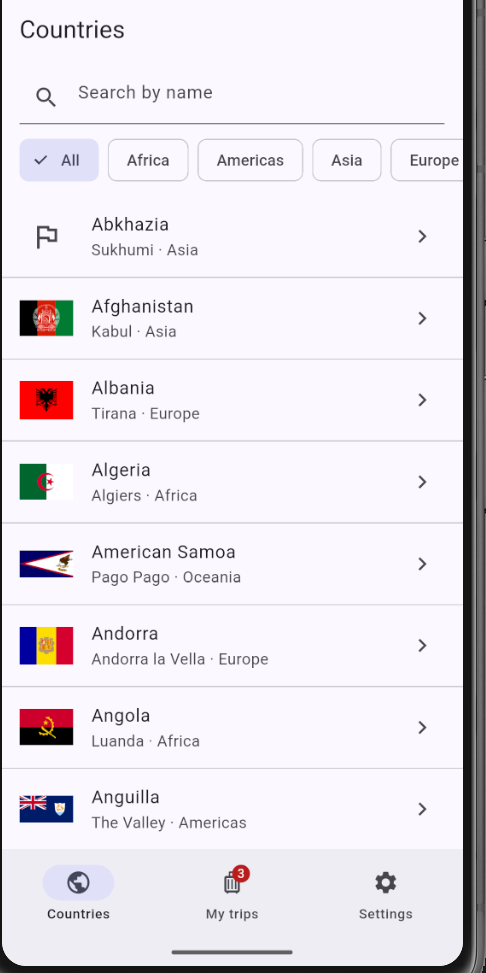 Countries
Search by name
All Africa Americas Asia Europe
Abkhazia
Sukhumi · Asia
Afghanistan
Kabul · Asia
Albania
Tirana · Europe
Algeria
Algiers · Africa
American Samoa
Pago Pago · Oceania
Andorra
Andorra la Vella · Europe
Angola
Luanda · Africa
Anguilla
The Valley · Americas
3
Countries My trips Settings